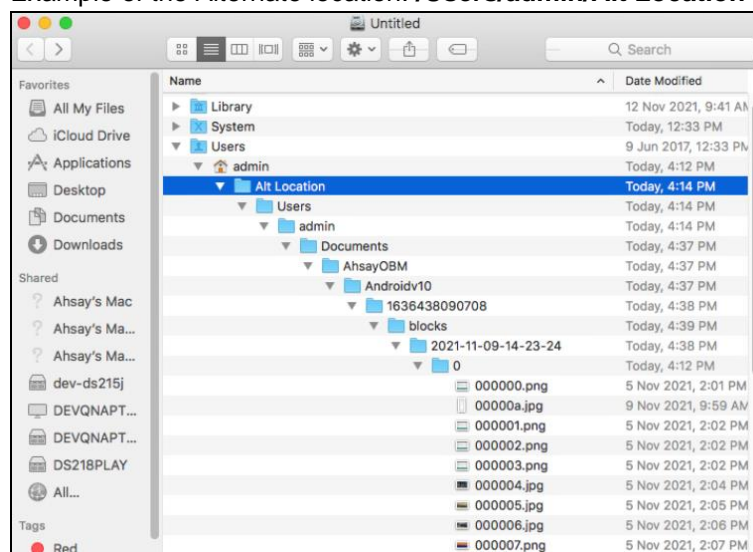 Untitled
Search
Favorites
All My Files
iCloud Drive
Applications
Desktop
Documents
Downloads
Shared
Ahsay's Mac
Ahsay's Ma...
Ahsay's Ma...
dev-ds215j
DEVQNAPT...
DEVQNAPT...
DS218PLAY
All...
Tags
Red
Name Date Modified
Library 12 Nov 2021, 9:41 AM
System Today, 12:33 PM
Users 9 Jun 2017, 12:33 PM
admin Today, 4:12 PM
Alt Location Today, 4:14 PM
Users Today, 4:14 PM
admin Today, 4:14 PM
Documents Today, 4:37 PM
AhsayOBM Today, 4:37 PM
Androidv10 Today, 4:37 PM
1636438090708 Today, 4:38 PM
blocks Today, 4:39 PM
2021-11-09-14-23-24 Today, 4:38 PM
0 Today, 4:12 PM
000000.png 5 Nov 2021, 2:01 PM
00000a.jpg 9 Nov 2021, 9:59 AM
000001.png 5 Nov 2021, 2:02 PM
000002.png 5 Nov 2021, 2:02 PM
000003.png 5 Nov 2021, 2:02 PM
000004.jpg 5 Nov 2021, 2:04 PM
000005.jpg 5 Nov 2021, 2:05 PM
000006.jpg 5 Nov 2021, 2:06 PM
000007.png 5 Nov 2021, 2:07 PM